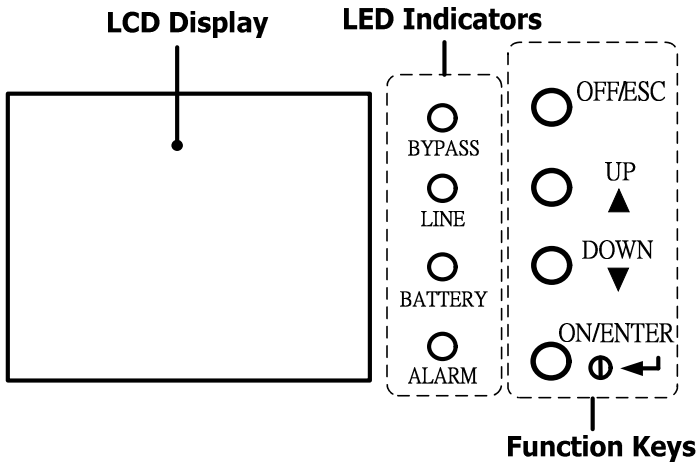 LCD Display
LED Indicators
BYPASS
LINE
BATTERY
ALARM
OFF/ESC
UP
DOWN
ON/ENTER
Function Keys